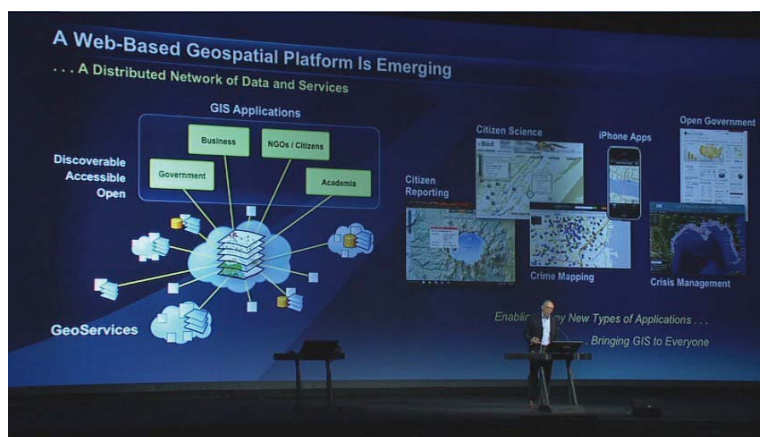 A Web-Based Geospatial Platform Is Emerging
. . . A Distributed Network of Data and Services
GIS Applications
Business
NGOs / Citizens
Government
Academia
Discoverable
Accessible
Open
GeoServices
Citizen Science
iPhone Apps
Open Government
Citizen
Reporting
Crime Mapping
Crisis Management
New Types of Applications . . .
. . Bringing GIS to Everyone